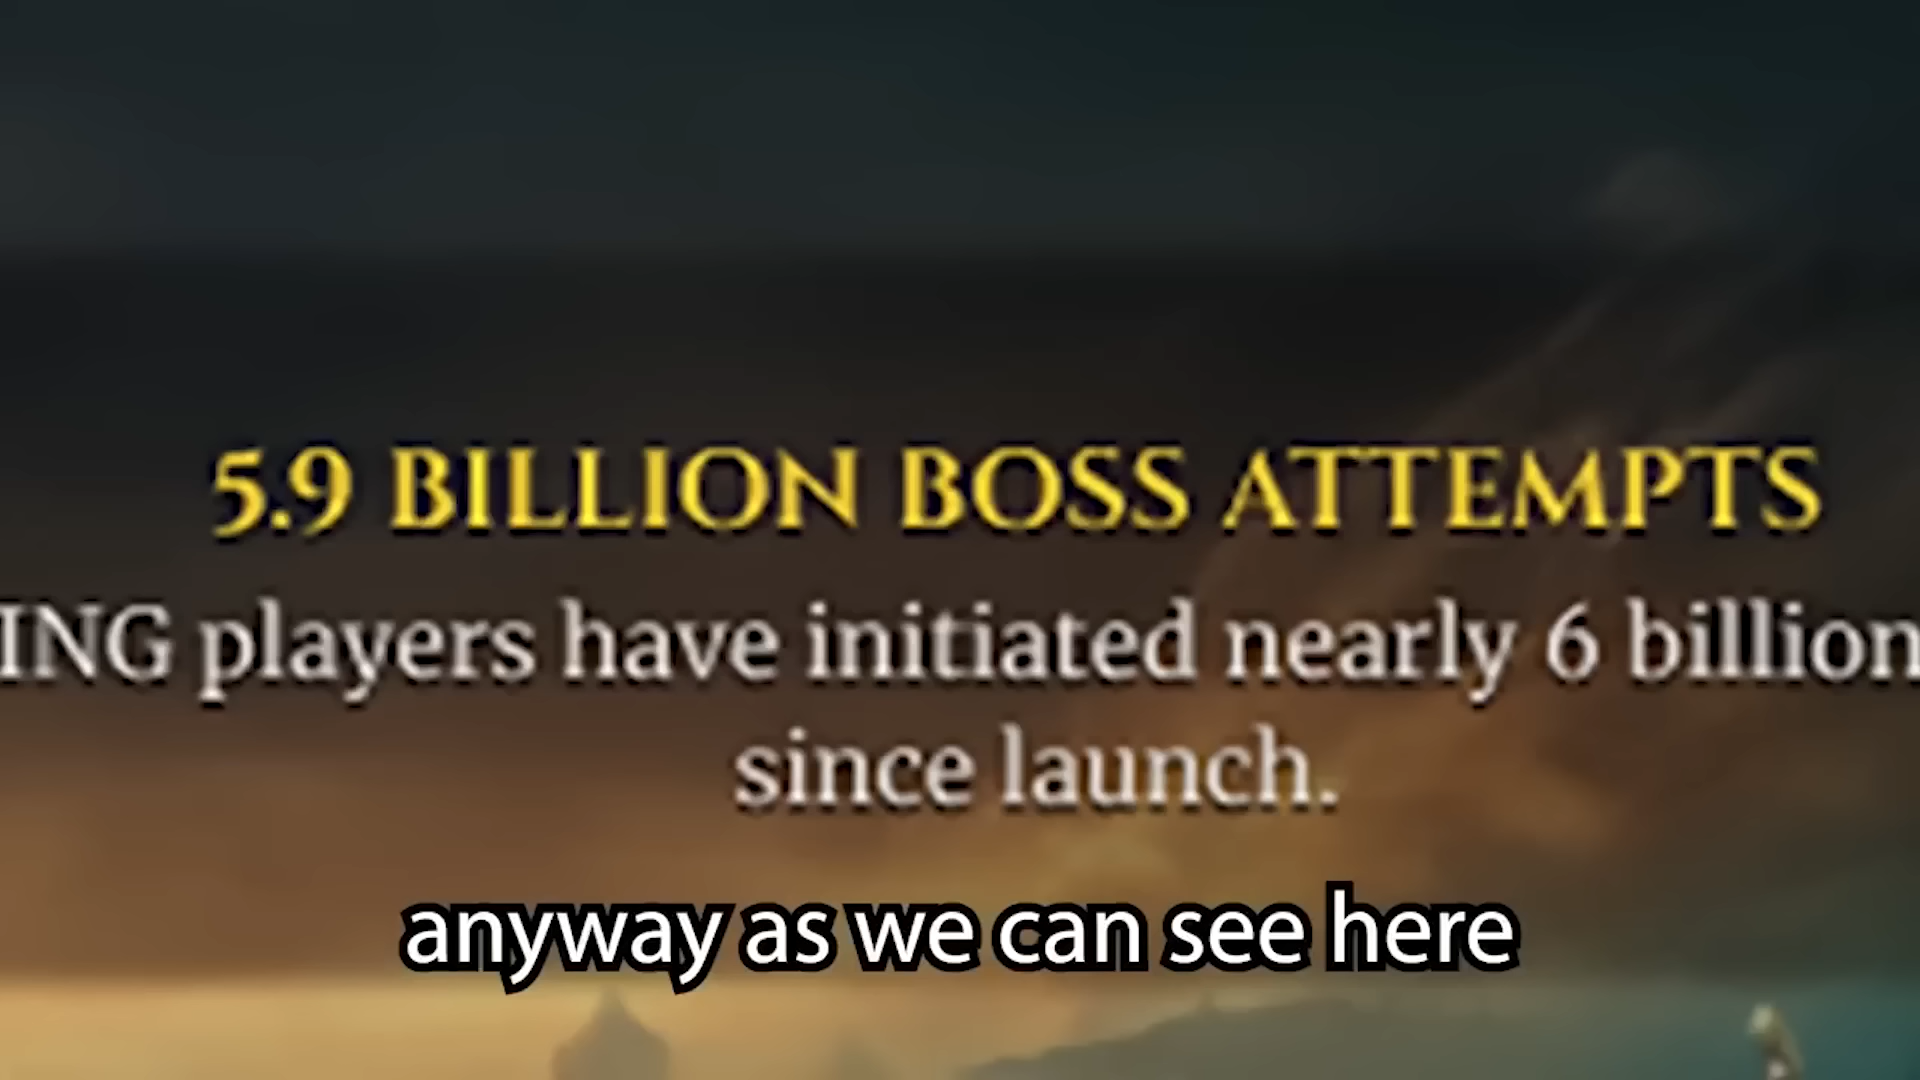 5.9 BILLION BOSS ATTEMPTS
ING players have initiated nearly 6 billion
since launch.
anyway as we can see here